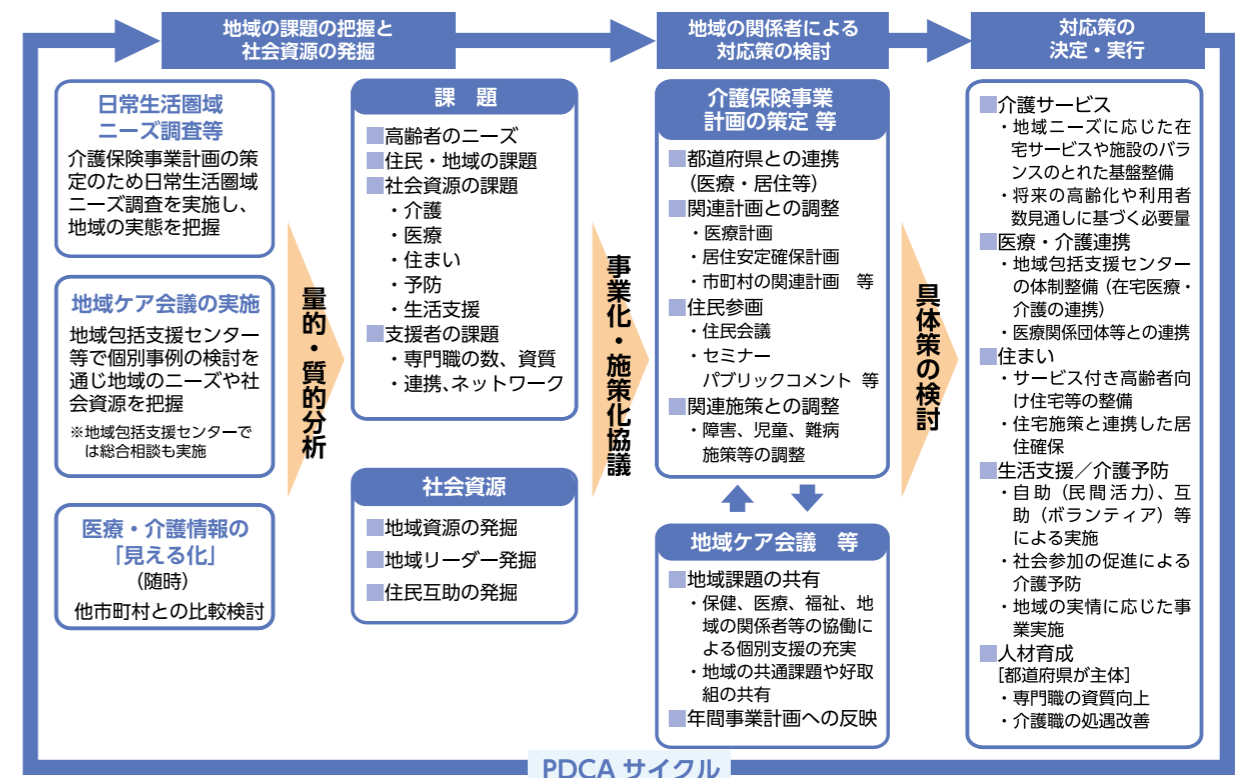 地域の課題の把握と
社会資源の発掘
地域の関係者による
対応策の検討
対応策の
決定・実行
日常生活圏域
ニーズ調査等
介護保険事業計画の策
定のため日常生活圏域
ニーズ調査を実施し、
地域の実態を把握
地域ケア会議の実施
地域包括支援センター
等で個別事例の検討を
通じ地域のニーズや社
会資源を把握
※地域包括支援センターで
は総合相談も実施
医療・介護情報の
「見える化」
(随時)
他市町村との比較検討
量的・質的分析
課 題
■高齢者のニーズ
■住民・地域の課題
■社会資源の課題
・介護
・医療
・住まい
・予防
・生活支援
■支援者の課題
・専門職の数、資質
・連携、ネットワーク
社会資源
■地域資源の発掘
■地域リーダー発掘
■住民互助の発掘
事業化・施策化協議
介護保険事業
計画の策定 等
■都道府県との連携
(医療・居住等)
■関連計画との調整
・医療計画
・居住安定確保計画
・市町村の関連計画 等
■住民参画
・住民会議
・セミナー
パブリックコメント 等
■関連施策との調整
・障害、児童、難病
施策等の調整
地域ケア会議 等
■地域課題の共有
・保健、医療、福祉、地
域の関係者等の協働に
よる個別支援の充実
・地域の共通課題や好取
組の共有
■年間事業計画への反映
具体策の検討
■介護サービス
・地域ニーズに応じた在
宅サービスや施設のバラ
ンスのとれた基盤整備
・将来の高齢化や利用者
数見通しに基づく必要量
■医療・介護連携
・地域包括支援センター
の体制整備(在宅医療・
介護の連携)
・医療関係団体等との連携
■住まい
・サービス付き高齢者向
け住宅等の整備
・住宅施策と連携した居
住確保
■生活支援/介護予防
・自助(民間活力)、互
助(ボランティア)等
による実施
・社会参加の促進による
介護予防
・地域の実情に応じた事
業実施
■人材育成
[都道府県が主体]
・専門職の資質向上
・介護職の処遇改善
PDCA サイクル